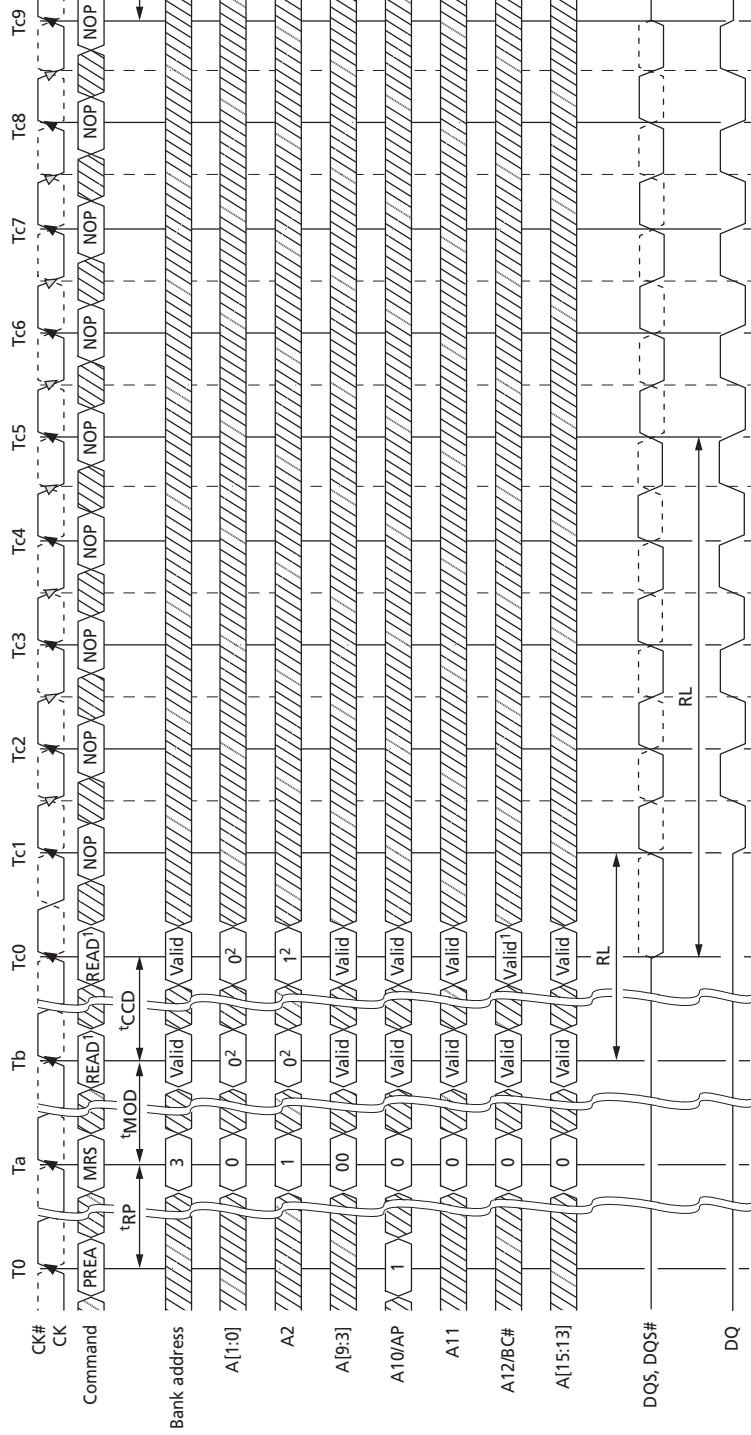 T0 Ta Tb Tc0 Tc1 Tc2 Tc3 Tc4 Tc5 Tc6 Tc7 Tc8 Tc9
CK#
CK
Command PREA MRS READ¹ READ¹ NOP NOP NOP NOP NOP NOP NOP NOP NOP
tRP tMOD tCCD
Bank address 3 Valid Valid
A[1:0] 0 0² 0²
A2 1 0² 1²
A[9:3] 00 Valid Valid
A10/AP 1 0 Valid Valid
A11 0 Valid Valid
A12/BC# 0 Valid Valid¹
A[15:13] 0 Valid Valid
RL
DQS, DQS#
RL
DQ